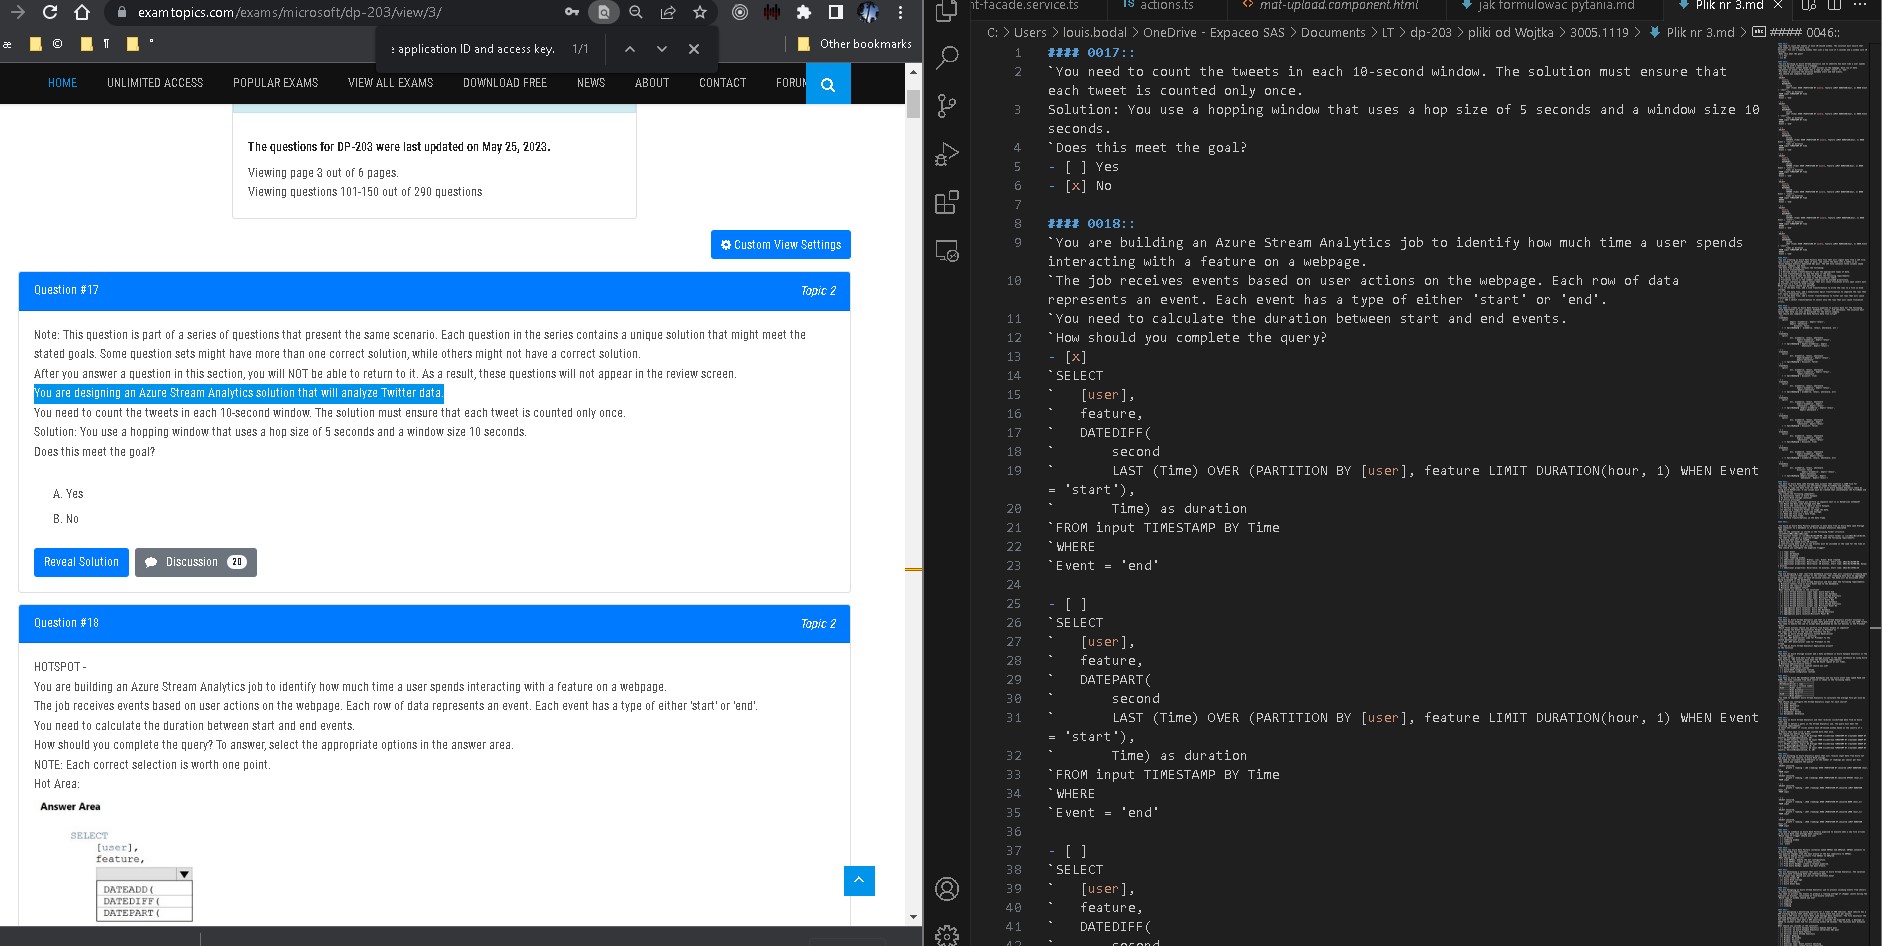 examtopics.com/exams/microsoft/dp-203/view/3/
æ © ¶ °
application ID and access key. 1/1
Other bookmarks
HOME UNLIMITED ACCESS POPULAR EXAMS VIEW ALL EXAMS DOWNLOAD FREE NEWS ABOUT CONTACT FORUM
The questions for DP-203 were last updated on May 25, 2023.
Viewing page 3 out of 6 pages.
Viewing questions 101-150 out of 290 questions
Custom View Settings
Question #17 Topic 2
Note: This question is part of a series of questions that present the same scenario. Each question in the series contains a unique solution that might meet the
stated goals. Some question sets might have more than one correct solution, while others might not have a correct solution.
After you answer a question in this section, you will NOT be able to return to it. As a result, these questions will not appear in the review screen.
You are designing an Azure Stream Analytics solution that will analyze Twitter data.
You need to count the tweets in each 10-second window. The solution must ensure that each tweet is counted only once.
Solution: You use a hopping window that uses a hop size of 5 seconds and a window size 10 seconds.
Does this meet the goal?
A. Yes
B. No
Reveal Solution Discussion 20
Question #18 Topic 2
HOTSPOT -
You are building an Azure Stream Analytics job to identify how much time a user spends interacting with a feature on a webpage.
The job receives events based on user actions on the webpage. Each row of data represents an event. Each event has a type of either 'start' or 'end'.
You need to calculate the duration between start and end events.
How should you complete the query? To answer, select the appropriate options in the answer area.
NOTE: Each correct selection is worth one point.
Hot Area:
Answer Area
SELECT
[user],
feature,
DATEADD(
DATEDIFF(
DATEPART(
nt-facade.service.ts TS actions.ts <> mat-upload.component.html jak formulowac pytania.md Plik nr 3.md
C: > Users > louis.bodal > OneDrive - Expaceo SAS > Documents > LT > dp-203 > pliki od Wojtka > 3005.1119 > Plik nr 3.md > abc #### 0046::
1 #### 0017::
2 `You need to count the tweets in each 10-second window. The solution must ensure that
each tweet is counted only once.
3 Solution: You use a hopping window that uses a hop size of 5 seconds and a window size 10
seconds.
4 `Does this meet the goal?
5 - [ ] Yes
6 - [x] No
7
8 #### 0018::
9 `You are building an Azure Stream Analytics job to identify how much time a user spends
interacting with a feature on a webpage.
10 `The job receives events based on user actions on the webpage. Each row of data
represents an event. Each event has a type of either 'start' or 'end'.
11 `You need to calculate the duration between start and end events.
12 `How should you complete the query?
13 - [x]
14 `SELECT
15 ` [user],
16 ` feature,
17 ` DATEDIFF(
18 ` second
19 ` LAST (Time) OVER (PARTITION BY [user], feature LIMIT DURATION(hour, 1) WHEN Event
= 'start'),
20 ` Time) as duration
21 `FROM input TIMESTAMP BY Time
22 `WHERE
23 `Event = 'end'
24
25 - [ ]
26 `SELECT
27 ` [user],
28 ` feature,
29 ` DATEPART(
30 ` second
31 ` LAST (Time) OVER (PARTITION BY [user], feature LIMIT DURATION(hour, 1) WHEN Event
= 'start'),
32 ` Time) as duration
33 `FROM input TIMESTAMP BY Time
34 `WHERE
35 `Event = 'end'
36
37 - [ ]
38 `SELECT
39 ` [user],
40 ` feature,
41 ` DATEDIFF(
42 ` second